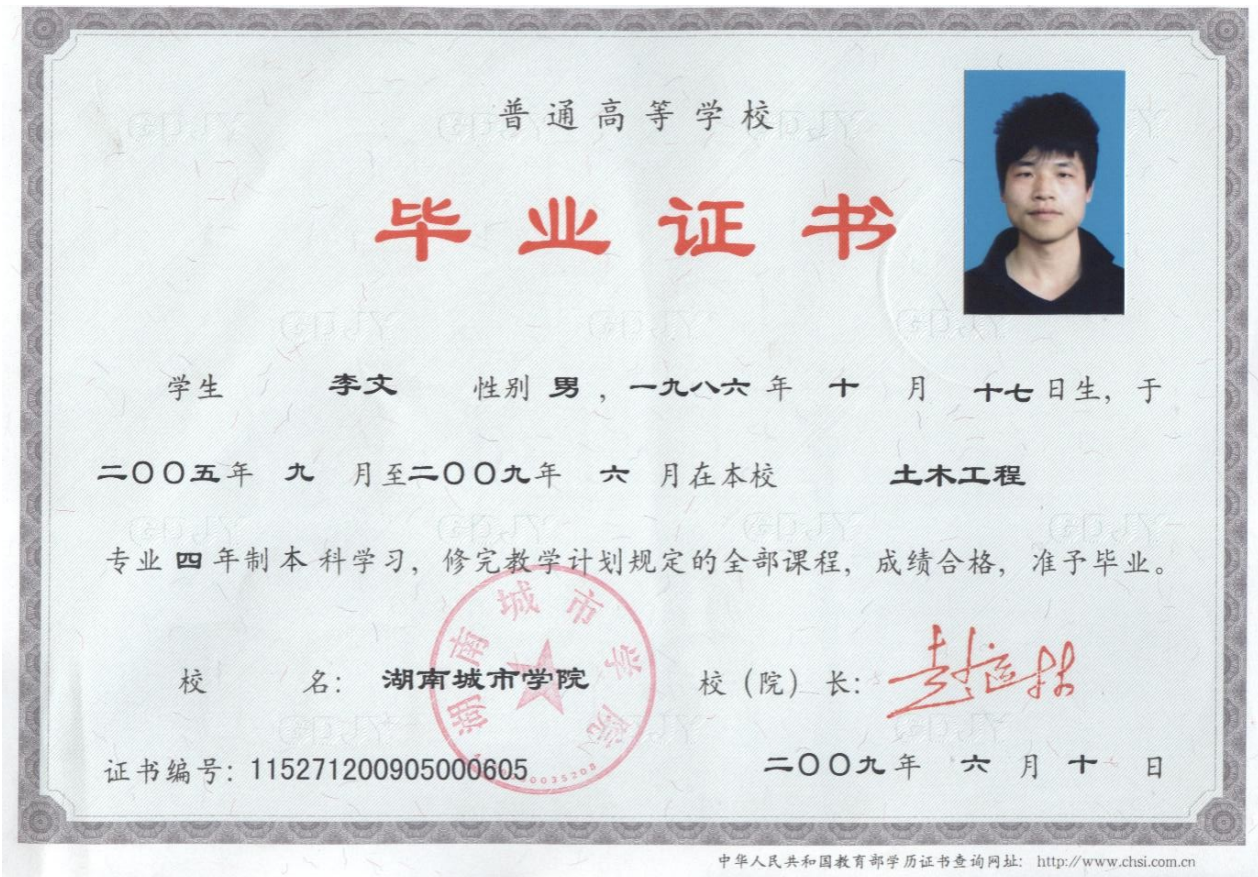 普通高等学校
毕业证书
学生 李文 性别 男,一九八六 年 十 月 十七日生,于
二〇〇五年 九 月至二〇〇九年 六 月在本校 土木工程
专业 四 年制 本 科学习,修完教学计划规定的全部课程,成绩合格,准予毕业。
校 名: 湖南城市学院 校(院)长:
湖南城市学院
证书编号:115271200905000605 二〇〇九年 六 月 十 日
中华人民共和国教育部学历证书查询网址: http://www.chsi.com.cn